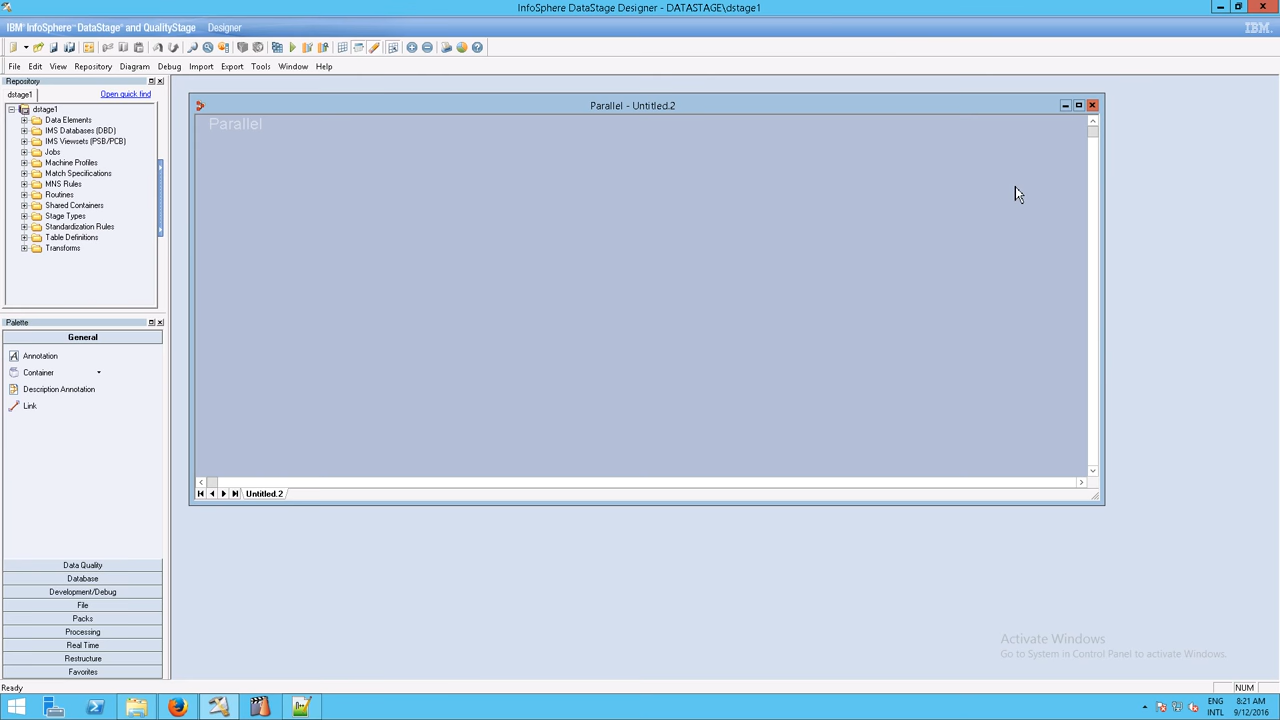 InfoSphere DataStage Designer - DATASTAGE\dstage1
IBM® InfoSphere® DataStage® and QualityStage™ Designer
IBM.
File Edit View Repository Diagram Debug Import Export Tools Window Help
Repository
dstage1 Open quick find
dstage1
Data Elements
IMS Databases (DBD)
IMS Viewsets (PSB/PCB)
Jobs
Machine Profiles
Match Specifications
MNS Rules
Routines
Shared Containers
Stage Types
Standardization Rules
Table Definitions
Transforms
Palette
General
Annotation
Container
Description Annotation
Link
Data Quality
Database
Development/Debug
File
Packs
Processing
Real Time
Restructure
Favorites
Parallel - Untitled.2
Parallel
Untitled.2
Activate Windows
Go to System in Control Panel to activate Windows.
Ready
NUM
ENG 8:21 AM
INTL 9/12/2016